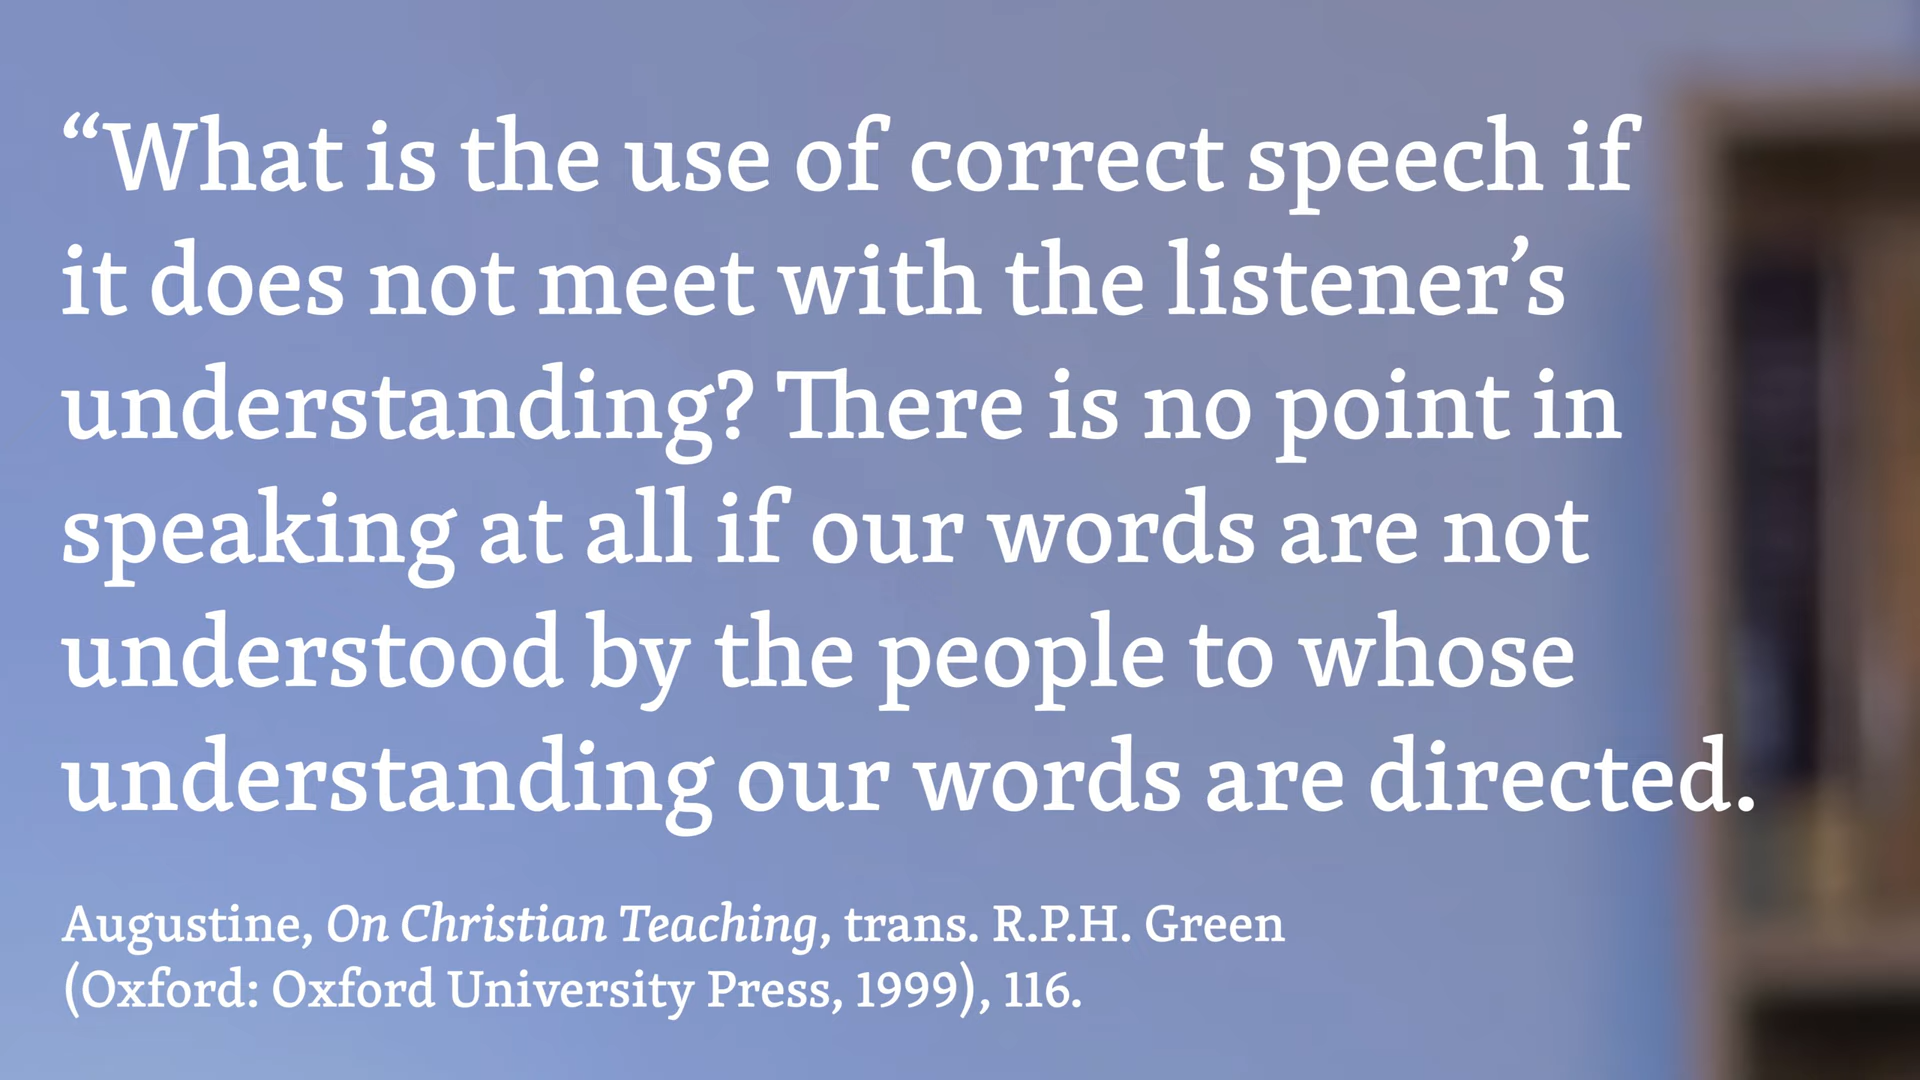 “What is the use of correct speech if
it does not meet with the listener’s
understanding? There is no point in
speaking at all if our words are not
understood by the people to whose
understanding our words are directed.
Augustine, On Christian Teaching, trans. R.P.H. Green
(Oxford: Oxford University Press, 1999), 116.